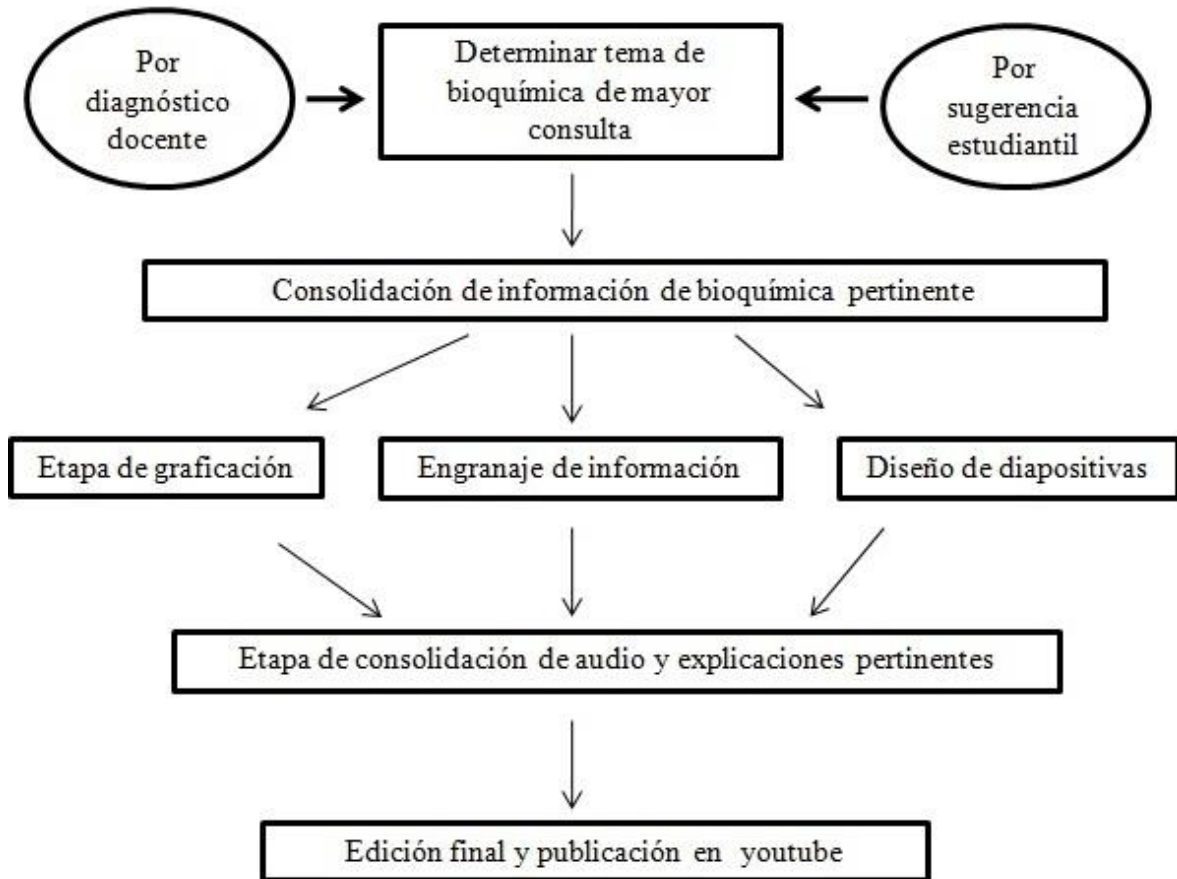 Por
diagnóstico
docente
Determinar tema de
bioquímica de mayor
consulta
Por
sugerencia
estudiantil
Consolidación de información de bioquímica pertinente
Etapa de graficación
Engranaje de información
Diseño de diapositivas
Etapa de consolidación de audio y explicaciones pertinentes
Edición final y publicación en youtube